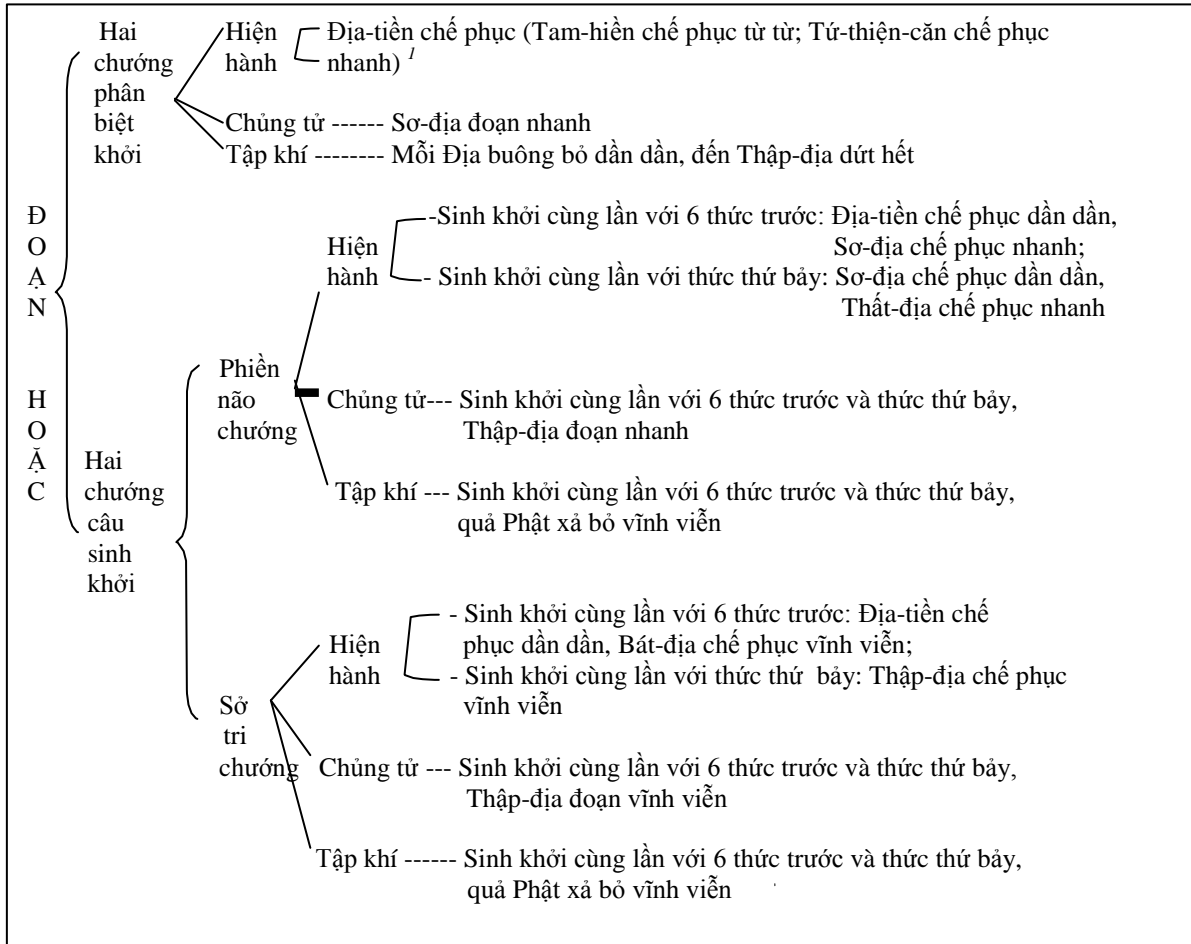 ĐOẠN HOẶC
Hai
chướng
phân
biệt
khởi
Hiện
hành
Địa-tiền chế phục (Tam-hiền chế phục từ từ; Tứ-thiện-căn chế phục
nhanh) 1
Chủng tử ------ Sơ-địa đoạn nhanh
Tập khí -------- Mỗi Địa buông bỏ dần dần, đến Thập-địa dứt hết
Hai
chướng
câu
sinh
khởi
Phiền
não
chướng
Hiện
hành
-Sinh khởi cùng lần với 6 thức trước: Địa-tiền chế phục dần dần,
Sơ-địa chế phục nhanh;
- Sinh khởi cùng lần với thức thứ bảy: Sơ-địa chế phục dần dần,
Thất-địa chế phục nhanh
Chủng tử--- Sinh khởi cùng lần với 6 thức trước và thức thứ bảy,
Thập-địa đoạn nhanh
Tập khí --- Sinh khởi cùng lần với 6 thức trước và thức thứ bảy,
quả Phật xả bỏ vĩnh viễn
Sở
tri
chướng
Hiện
hành
- Sinh khởi cùng lần với 6 thức trước: Địa-tiền chế
phục dần dần, Bát-địa chế phục vĩnh viễn;
- Sinh khởi cùng lần với thức thứ bảy: Thập-địa chế phục
vĩnh viễn
Chủng tử --- Sinh khởi cùng lần với 6 thức trước và thức thứ bảy,
Thập-địa đoạn vĩnh viễn
Tập khí ------ Sinh khởi cùng lần với 6 thức trước và thức thứ bảy,
quả Phật xả bỏ vĩnh viễn